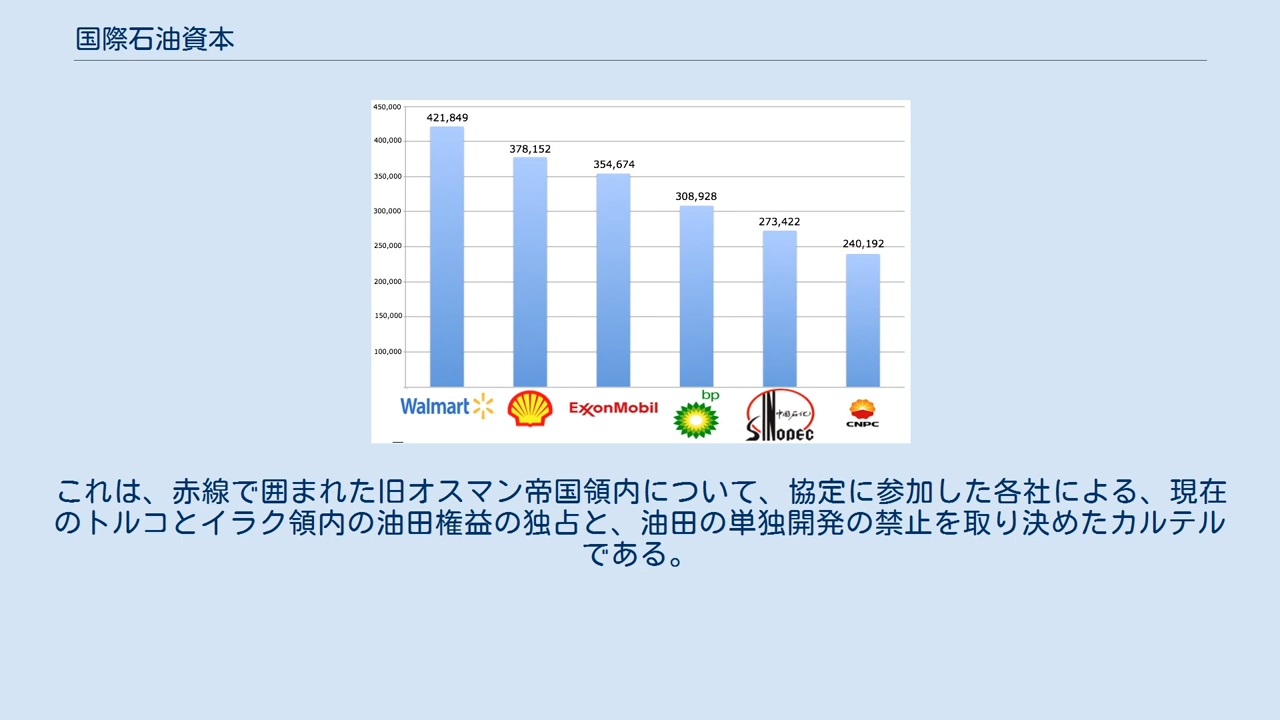 国際石油資本
450,000
421,849
400,000
378,152
350,000
354,674
300,000
308,928
250,000
273,422
240,192
200,000
150,000
100,000
Walmart
ExxonMobil
bp
中国石化
SINOPEC
CNPC
これは、赤線で囲まれた旧オスマン帝国領内について、協定に参加した各社による、現在
のトルコとイラク領内の油田権益の独占と、油田の単独開発の禁止を取り決めたカルテル
である。